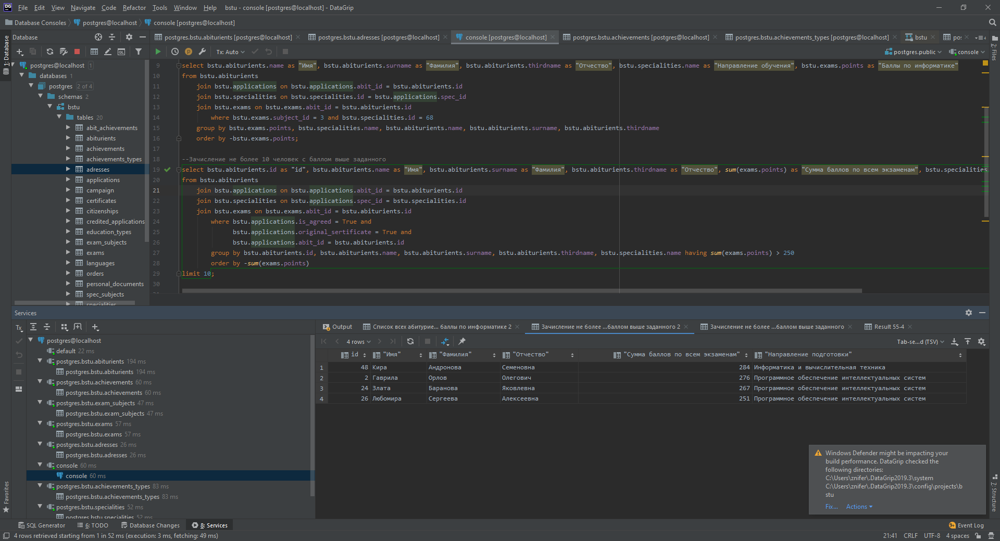 File Edit View Navigate Code Refactor Tools Window Help bstu - console [postgres@localhost] - DataGrip
Database Consoles postgres@localhost console [postgres@localhost]
Database
postgres.bstu.abiturients [postgres@localhost] postgres.bstu.adresses [postgres@localhost] console [postgres@localhost] postgres.bstu.achievements [postgres@localhost] postgres.bstu.achievements_types [postgres@localhost] bstu
Tx: Auto postgres.public console
1: Database
2: Files
postgres@localhost 1
databases 1
postgres 2 of 4
schemas 2
bstu
tables 20
abit_achievements
abiturients
achievements
achievements_types
adresses
applications
campaign
certificates
citizenships
credited_applications
education_types
exam_subjects
exams
languages
orders
personal_documents
spec_subjects
specialities
9 select bstu.abiturients.name as "Имя", bstu.abiturients.surname as "Фамилия", bstu.abiturients.thirdname as "Отчество", bstu.specialities.name as "Направление обучения", bstu.exams.points as "Баллы по информатике"
10 from bstu.abiturients
11 join bstu.applications on bstu.applications.abit_id = bstu.abiturients.id
12 join bstu.specialities on bstu.specialities.id = bstu.applications.spec_id
13 join bstu.exams on bstu.exams.abit_id = bstu.abiturients.id
14 where bstu.exams.subject_id = 3 and bstu.specialities.id = 68
15 group by bstu.exams.points, bstu.specialities.name, bstu.abiturients.name, bstu.abiturients.surname, bstu.abiturients.thirdname
16 order by -bstu.exams.points;
17
18 --Зачисление не более 10 человек с баллом выше заданного
19 select bstu.abiturients.id as "id", bstu.abiturients.name as "Имя", bstu.abiturients.surname as "Фамилия", bstu.abiturients.thirdname as "Отчество", sum(exams.points) as "Сумма баллов по всем экзаменам", bstu.specialities
20 from bstu.abiturients
21 join bstu.applications on bstu.applications.abit_id = bstu.abiturients.id
22 join bstu.specialities on bstu.applications.spec_id = bstu.specialities.id
23 join bstu.exams on bstu.exams.abit_id = bstu.abiturients.id
24 where bstu.applications.is_agreed = True and
25 bstu.applications.original_sertificate = True and
26 bstu.applications.abit_id = bstu.abiturients.id
27 group by bstu.abiturients.id, bstu.abiturients.name, bstu.abiturients.surname, bstu.abiturients.thirdname, bstu.specialities.name having sum(exams.points) > 250
28 order by -sum(exams.points)
29 limit 10;
30
Services
Tx
postgres@localhost
default 22 ms
postgres.bstu.abiturients 194 ms
postgres.bstu.abiturients 194 ms
postgres.bstu.achievements 60 ms
postgres.bstu.achievements 60 ms
postgres.bstu.exam_subjects 47 ms
postgres.bstu.exam_subjects 47 ms
postgres.bstu.exams 57 ms
postgres.bstu.exams 57 ms
postgres.bstu.adresses 26 ms
postgres.bstu.adresses 26 ms
console 60 ms
console 60 ms
postgres.bstu.achievements_types 83 ms
postgres.bstu.achievements_types 83 ms
postgres.bstu.specialities 52 ms
postgres.bstu.specialities 52 ms
Output Список всех абитурие... баллы по информатике 2 Зачисление не более ...баллом выше заданного 2 Зачисление не более ...баллом выше заданного Result 55-4
4 rows Tab-se...d (TSV)
id "Имя" "Фамилия" "Отчество" "Сумма баллов по всем экзаменам" "Направление подготовки"
1 48 Кира Андронова Семеновна 284 Информатика и вычислительная техника
2 2 Гаврила Орлов Олегович 276 Программное обеспечение интеллектуальных систем
3 24 Злата Баранова Яковлевна 267 Программное обеспечение интеллектуальных систем
4 26 Любомира Сергеева Алексеевна 251 Программное обеспечение интеллектуальных систем
Windows Defender might be impacting your
build performance. DataGrip checked the
following directories:
C:\Users\znifer\.DataGrip2019.3\system
C:\Users\znifer\.DataGrip2019.3\config\projects\b
stu
Fix... Actions
Favorites
7: Structure
SQL Generator 6: TODO Database Changes 8: Services 9+ Event Log
4 rows retrieved starting from 1 in 52 ms (execution: 3 ms, fetching: 49 ms) 21:41 CRLF UTF-8 4 spaces